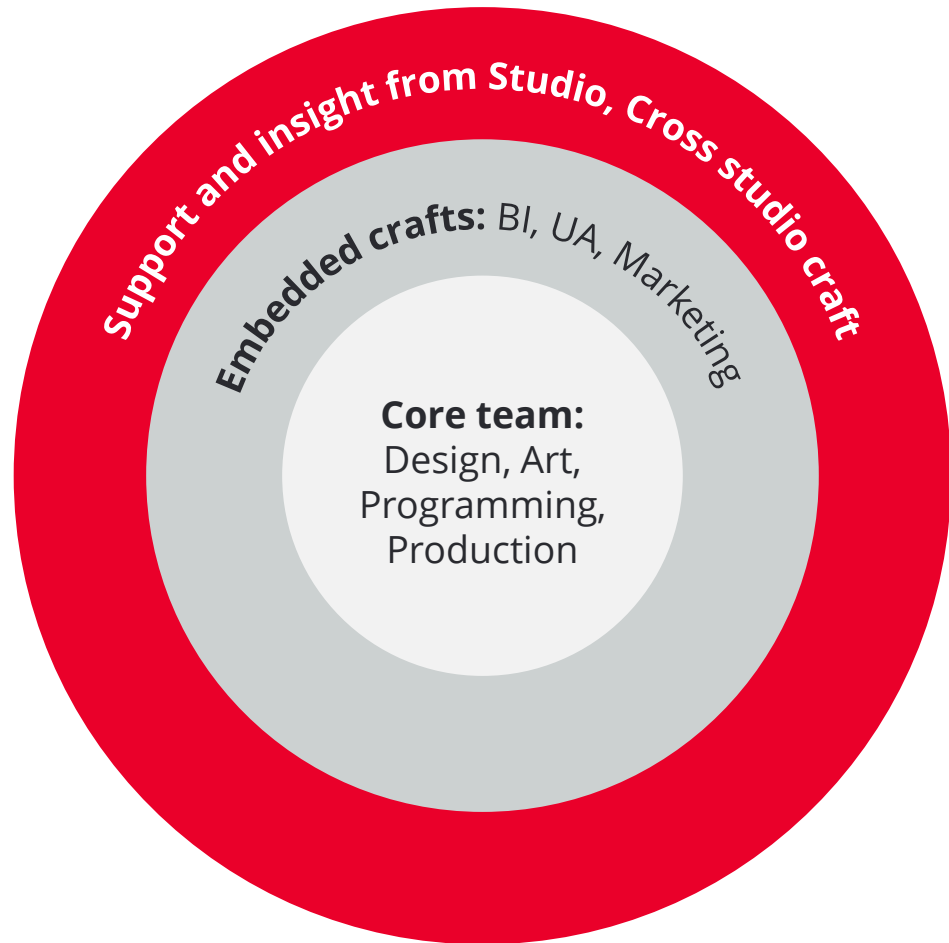 Support and insight from Studio, Cross studio craft
Embedded crafts: BI, UA, Marketing
Core team:
Design, Art,
Programming,
Production